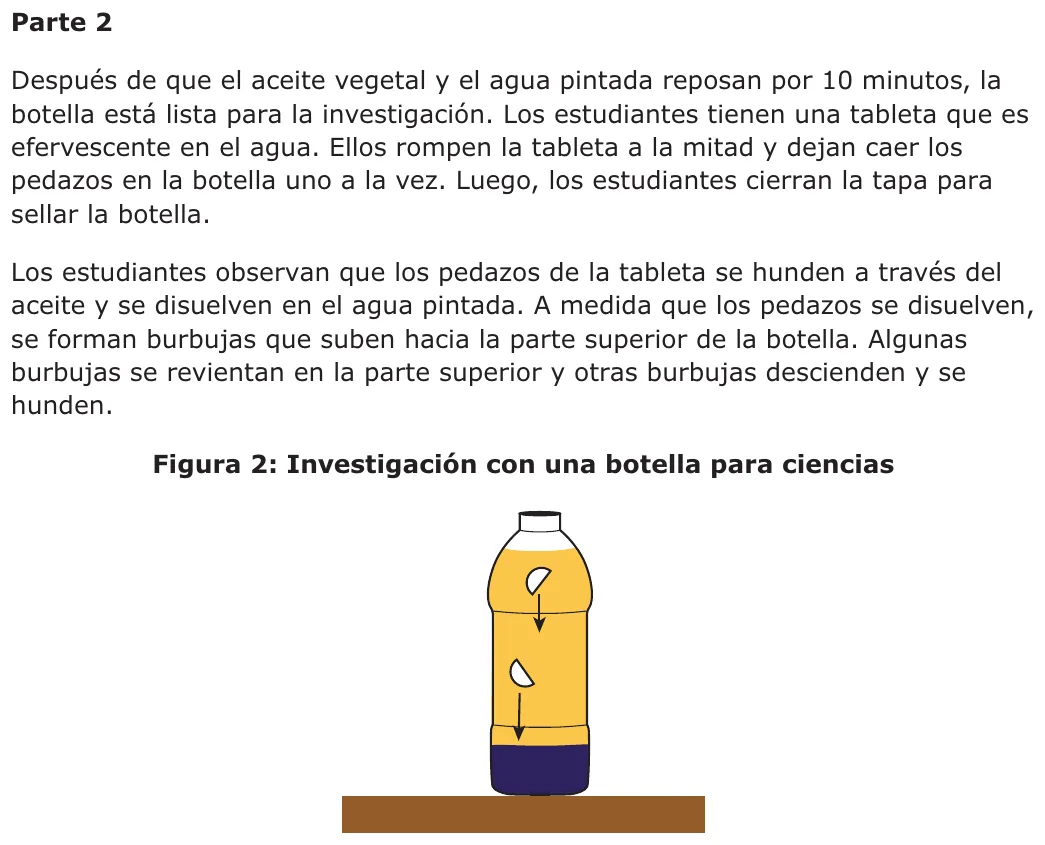 Parte 2
Después de que el aceite vegetal y el agua pintada reposan por 10 minutos, la
botella está lista para la investigación. Los estudiantes tienen una tableta que es
efervescente en el agua. Ellos rompen la tableta a la mitad y dejan caer los
pedazos en la botella uno a la vez. Luego, los estudiantes cierran la tapa para
sellar la botella.
Los estudiantes observan que los pedazos de la tableta se hunden a través del
aceite y se disuelven en el agua pintada. A medida que los pedazos se disuelven,
se forman burbujas que suben hacia la parte superior de la botella. Algunas
burbujas se revientan en la parte superior y otras burbujas descienden y se
hunden.
Figura 2: Investigación con una botella para ciencias